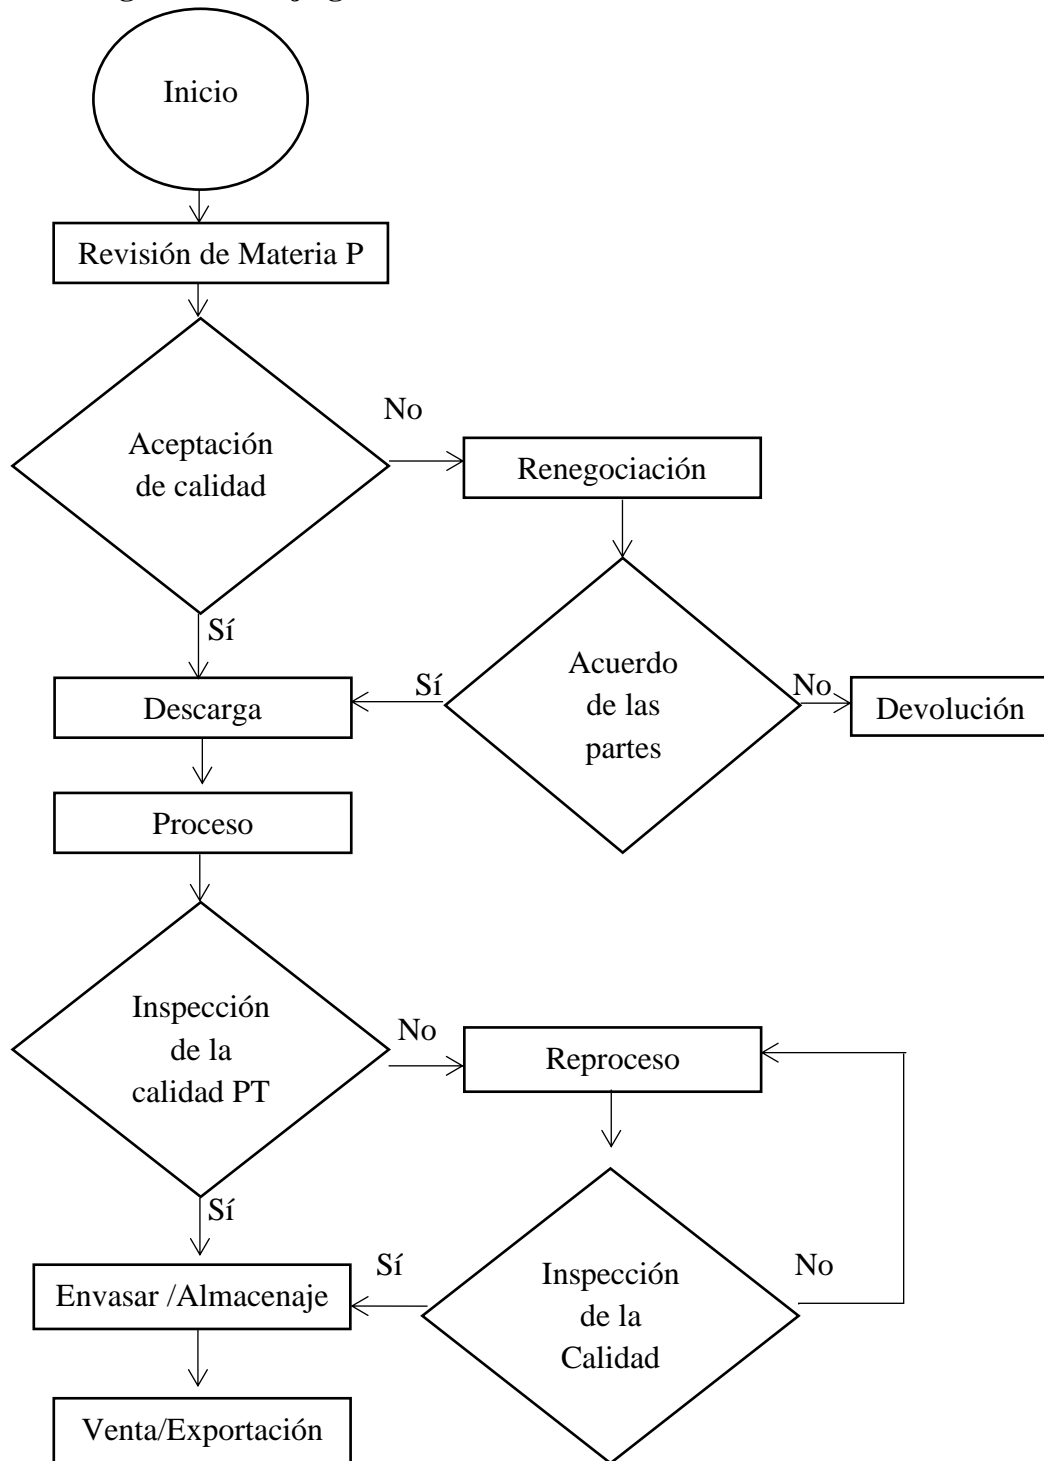 Inicio
Revisión de Materia P
No
Aceptación
de calidad
Renegociación
Sí
Acuerdo
de las
partes
Sí
No
Descarga
Devolución
Proceso
Inspección
de la
calidad PT
No
Reproceso
Sí
Envasar /Almacenaje
Sí
Inspección
de la
Calidad
No
Venta/Exportación